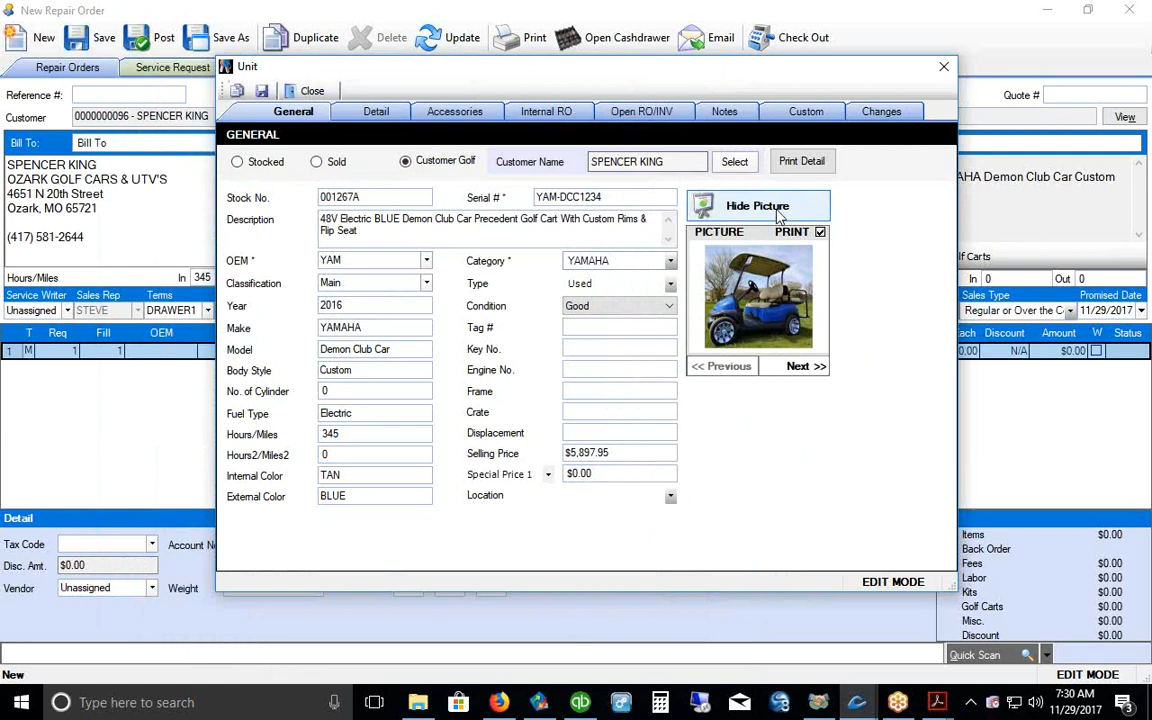 New Repair Order
New Save Post Save As Duplicate Delete Update Print Open Cashdrawer Email Check Out
Repair Orders Service Request
Unit
Reference #: Quote #
Close
Customer 0000000096 - SPENCER KING View
General Detail Accessories Internal RO Open RO/INV Notes Custom Changes
Bill To: Bill To
GENERAL
SPENCER KING
OZARK GOLF CARS & UTV'S
4651 N 20th Street
Ozark, MO 65721
(417) 581-2644
AHA Demon Club Car Custom
Stocked Sold Customer Golf Customer Name SPENCER KING Select Print Detail
Stock No. 001267A Serial # * YAM-DCC1234
Hide Picture
Description 48V Electric BLUE Demon Club Car Precedent Golf Cart With Custom Rims &
Flip Seat
PICTURE PRINT
OEM * YAM Category * YAMAHA
Classification Main Type Used
Year 2016 Condition Good
Make YAMAHA Tag #
Model Demon Club Car Key No.
Body Style Custom Engine No.
<< Previous Next >>
No. of Cylinder 0 Frame
Fuel Type Electric Crate
Hours/Miles 345 Displacement
Hours2/Miles2 0 Selling Price $5,897.95
Internal Color TAN Special Price 1 $0.00
External Color BLUE Location
EDIT MODE
Hours/Miles In 345
f Carts In 0 Out 0
Service Writer Sales Rep Terms
Sales Type Promised Date
Unassigned STEVE DRAWER1
Regular or Over the C 11/29/2017
T Req Fill OEM
ach Discount Amount W Status
1 M 1 1
0.00 N/A $0.00
Detail
Tax Code Account N
Disc. Amt. $0.00
Vendor Unassigned Weight
Items $0.00
Back Order
Fees $0.00
Labor $0.00
Kits $0.00
Golf Carts $0.00
Misc. $0.00
Discount $0.00
Quick Scan
New EDIT MODE
Type here to search
7:30 AM
11/29/2017
3